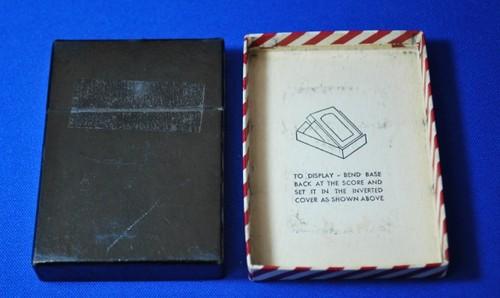 TO DISPLAY - BEND BASE
BACK AT THE SCORE AND
SET IT IN THE INVERTED
COVER AS SHOWN ABOVE